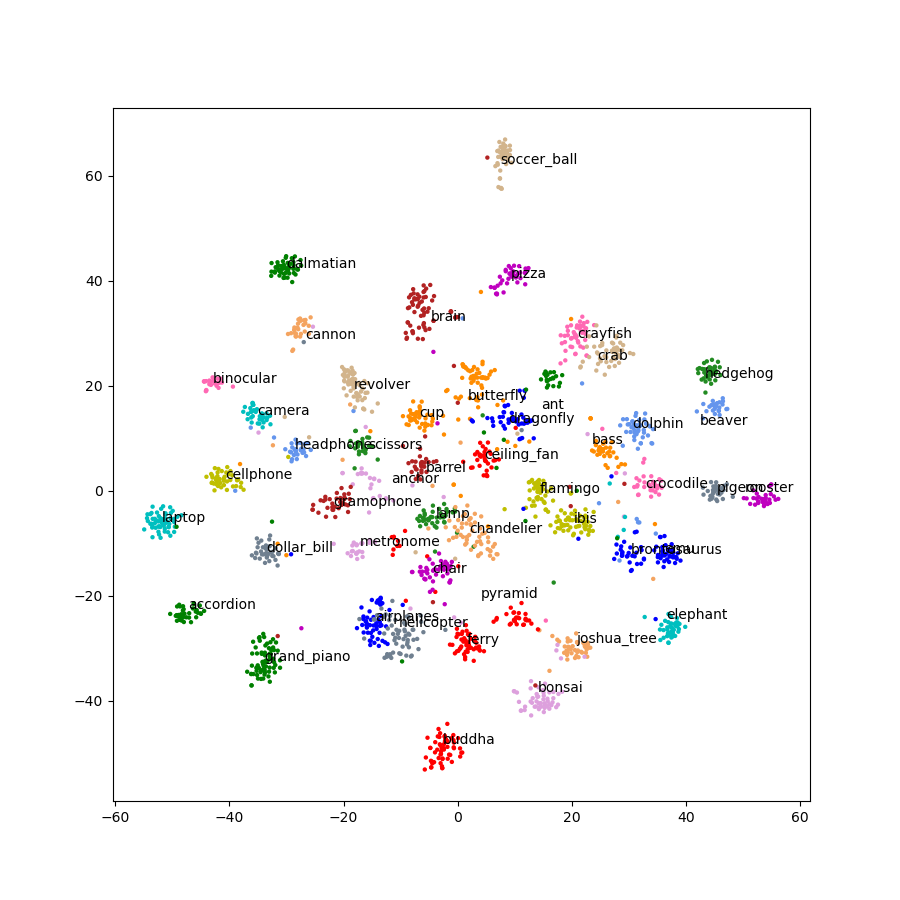 soccer_ball
60
dalmatian
pizza
40
brain
cannon
crayfish
crab
hedgehog
binocular
revolver
20
butterfly
ant
camera
cup
dragonfly
beaver
dolphin
headphone
scissors
bass
ceiling_fan
barrel
cellphone
anchor
crocodile
flamingo
pigeon
rooster
0
gramophone
laptop
lamp
ibis
chandelier
metronome
dollar_bill
brontosaurus
emu
chair
-20
pyramid
accordion
elephant
airplanes
helicopter
ferry
joshua_tree
grand_piano
bonsai
-40
buddha
-60 -40 -20 0 20 40 60